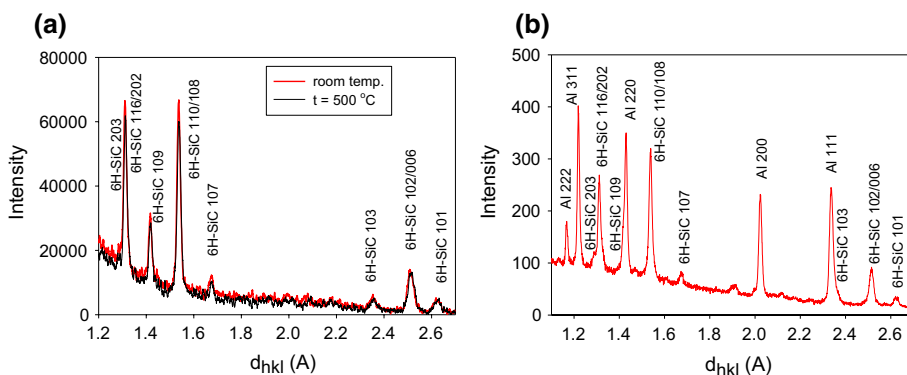 (a)
80000
60000
40000
20000
0
Intensity
1.2 1.4 1.6 1.8 2.0 2.2 2.4 2.6
dhkl (A)
room temp.
t = 500 °C
6H-SiC 203
6H-SiC 116/202
6H-SiC 109
6H-SiC 110/108
6H-SiC 107
6H-SiC 103
6H-SiC 102/006
6H-SiC 101
(b)
500
400
300
200
100
0
Intensity
1.2 1.4 1.6 1.8 2.0 2.2 2.4 2.6
dhkl (A)
Al 222
Al 311
6H-SiC 203
6H-SiC 116/202
6H-SiC 109
Al 220
6H-SiC 110/108
6H-SiC 107
Al 200
Al 111
6H-SiC 103
6H-SiC 102/006
6H-SiC 101